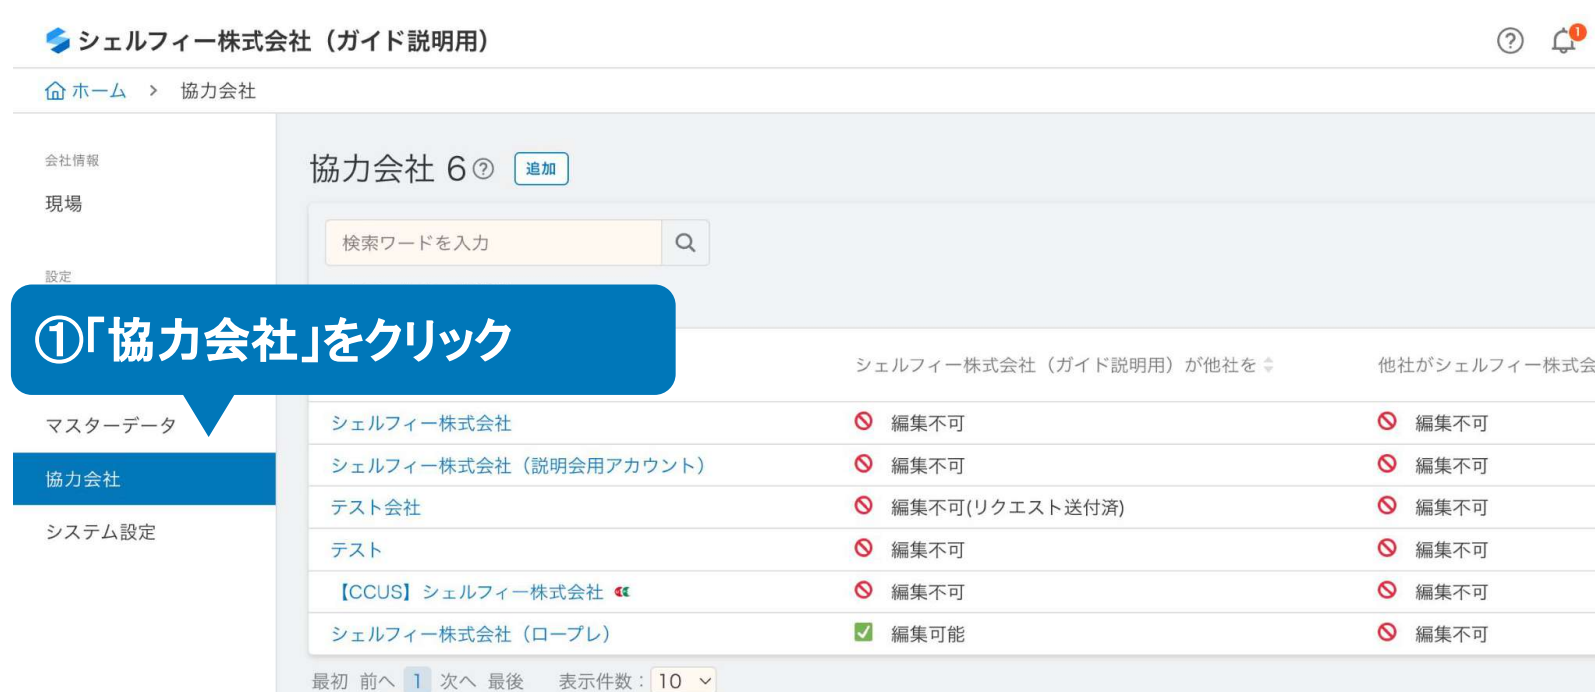 シェルフィー株式会社（ガイド説明用）
1
ホーム > 協力会社
会社情報
現場
設定
①「協力会社」をクリック
マスターデータ
協力会社
システム設定
協力会社 6 追加
検索ワードを入力
シェルフィー株式会社（ガイド説明用）が他社を 他社がシェルフィー株式会
シェルフィー株式会社 編集不可 編集不可
シェルフィー株式会社（説明会用アカウント） 編集不可 編集不可
テスト会社 編集不可(リクエスト送付済) 編集不可
テスト 編集不可 編集不可
【CCUS】シェルフィー株式会社 編集不可 編集不可
シェルフィー株式会社（ロープレ） 編集可能 編集不可
最初 前へ 1 次へ 最後 表示件数： 10